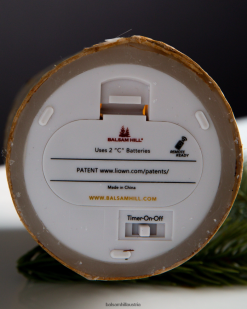 BALSAM HILL®
Uses 2 "C" Batteries
REMOTE
READY
PATENT www.liown.com/patents/
Made in China
WWW.BALSAMHILL.COM
Timer-On-Off